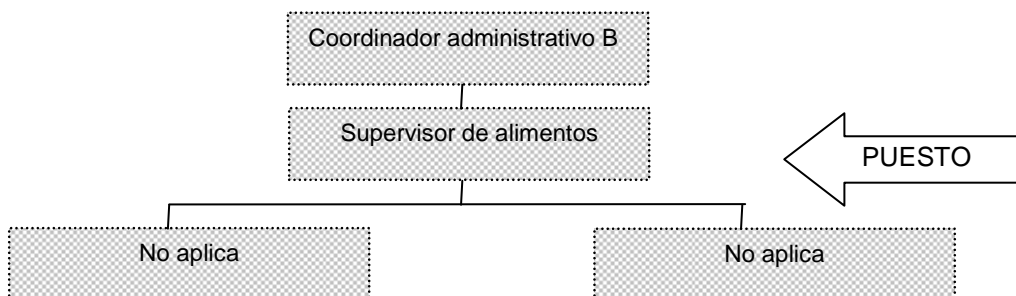 Coordinador administrativo B
Supervisor de alimentos
PUESTO
No aplica
No aplica